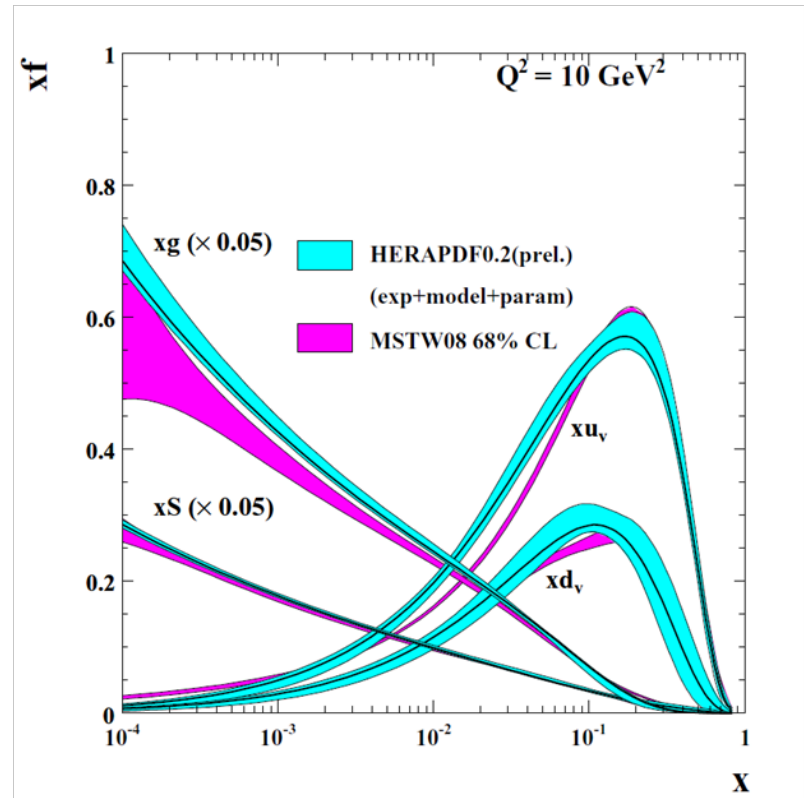 xf
1
Q² = 10 GeV²
0.8
xg (× 0.05)
HERAPDF0.2(prel.)
(exp+model+param)
0.6
MSTW08 68% CL
xuᵥ
0.4
xS (× 0.05)
xdᵥ
0.2
0
10⁻⁴ 10⁻³ 10⁻² 10⁻¹ 1
x